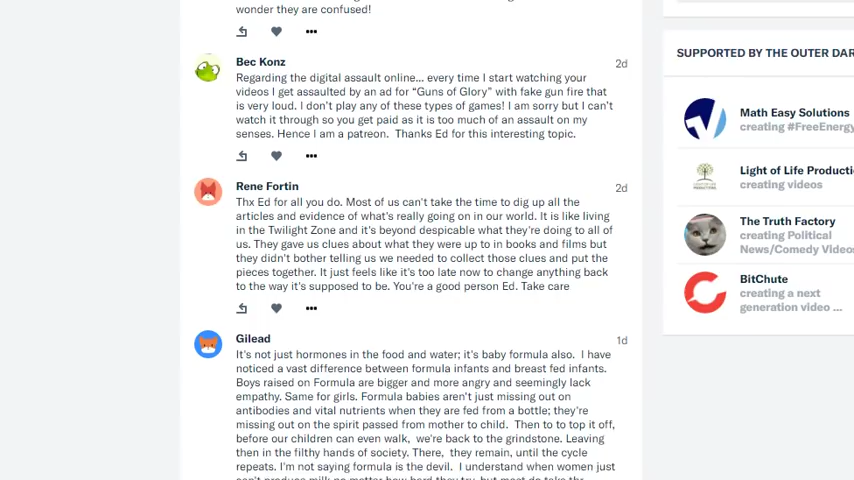 wonder they are confused!
Bec Konz
2d
Regarding the digital assault online... every time I start watching your
videos I get assaulted by an ad for “Guns of Glory” with fake gun fire that
is very loud. I don't play any of these types of games! I am sorry but I can't
watch it through so you get paid as it is too much of an assault on my
senses. Hence I am a patreon.  Thanks Ed for this interesting topic.
Rene Fortin
2d
Thx Ed for all you do. Most of us can't take the time to dig up all the
articles and evidence of what's really going on in our world. It is like living
in the Twilight Zone and it's beyond despicable what they're doing to all of
us. They gave us clues about what they were up to in books and films but
they didn't bother telling us we needed to collect those clues and put the
pieces together. It just feels like it's too late now to change anything back
to the way it's supposed to be. You're a good person Ed. Take care
Gilead
1d
It's not just hormones in the food and water; it's baby formula also.  I have
noticed a vast difference between formula infants and breast fed infants.
Boys raised on Formula are bigger and more angry and seemingly lack
empathy. Same for girls. Formula babies aren't just missing out on
antibodies and vital nutrients when they are fed from a bottle; they're
missing out on the spirit passed from mother to child.  Then to to top it off,
before our children can even walk,  we're back to the grindstone. Leaving
then in the filthy hands of society. There,  they remain, until the cycle
repeats. I'm not saying formula is the devil.  I understand when women just
SUPPORTED BY THE OUTER DAR
Math Easy Solutions
creating #FreeEnergy
Light of Life Producti
creating videos
The Truth Factory
creating Political
News/Comedy Videos
BitChute
creating a next
generation video ...